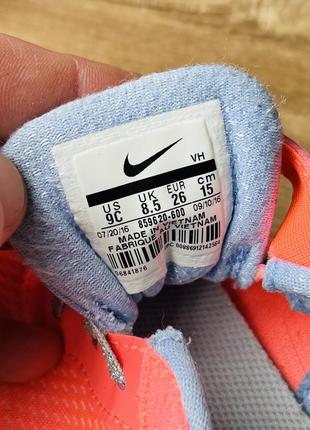 VH
US UK EUR cm
9C 8.5 26 15
859620-600
07/20/16 09/10/16
MADE IN VIETNAM
FABRIQUÉ AU VIETNAM